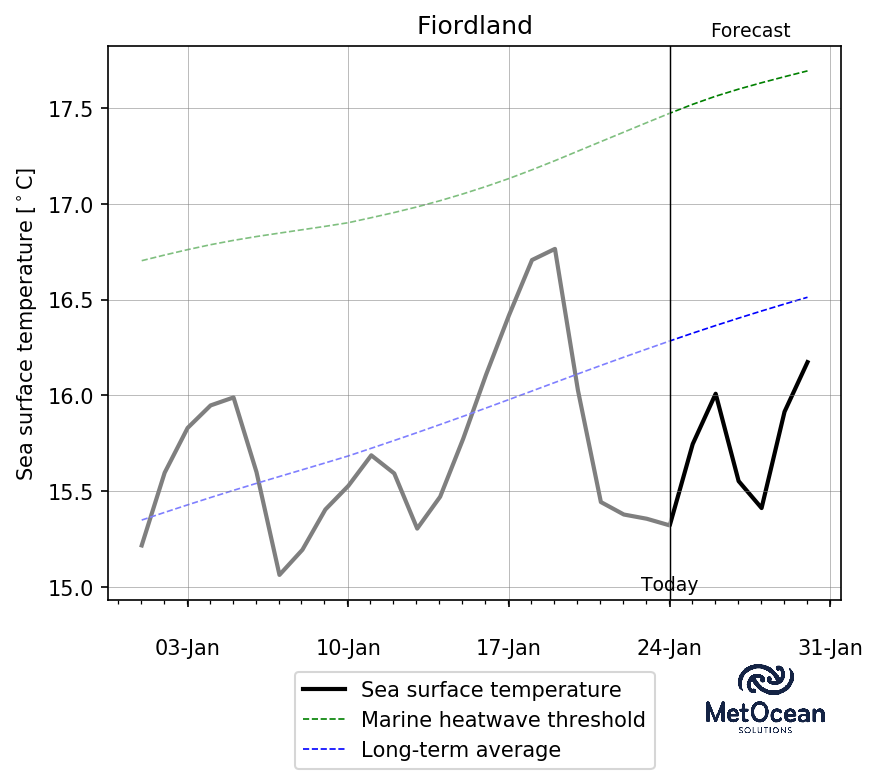 Fiordland
Forecast
Sea surface temperature [°C]
17.5
17.0
16.5
16.0
15.5
15.0
Today
03-Jan 10-Jan 17-Jan 24-Jan 31-Jan
Sea surface temperature
Marine heatwave threshold
Long-term average
MetOcean
SOLUTIONS